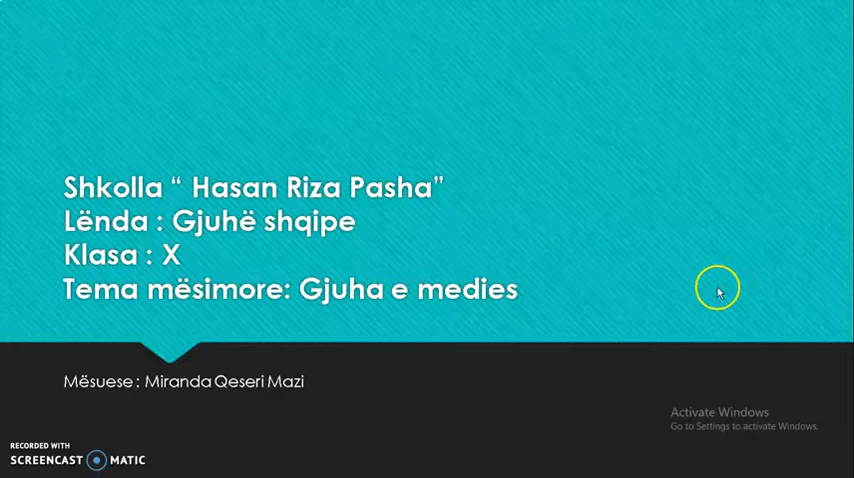 Shkolla “ Hasan Riza Pasha”
Lënda : Gjuhë shqipe
Klasa : X
Tema mësimore: Gjuha e medies
Mësuese : Miranda Qeseri Mazi
Activate Windows
Go to Settings to activate Windows.
RECORDED WITH
SCREENCAST MATIC